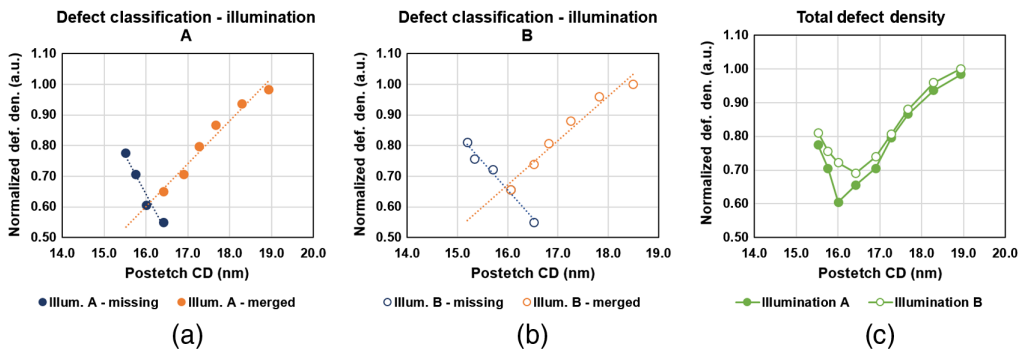 Defect classification - illumination
A
Normalized def. den. (a.u.)
1.10
1.00
0.90
0.80
0.70
0.60
0.50
14.0 15.0 16.0 17.0 18.0 19.0 20.0
Postetch CD (nm)
Illum. A - missing Illum. A - merged
(a)
Defect classification - illumination
B
Normalized def. den. (a.u.)
1.10
1.00
0.90
0.80
0.70
0.60
0.50
14.0 15.0 16.0 17.0 18.0 19.0
Postetch CD (nm)
Illum. B - missing Illum. B - merged
(b)
Total defect density
Normalized def. den. (a.u.)
1.10
1.00
0.90
0.80
0.70
0.60
0.50
14.0 15.0 16.0 17.0 18.0 19.0 20.0
Postetch CD (nm)
Illumination A Illumination B
(c)